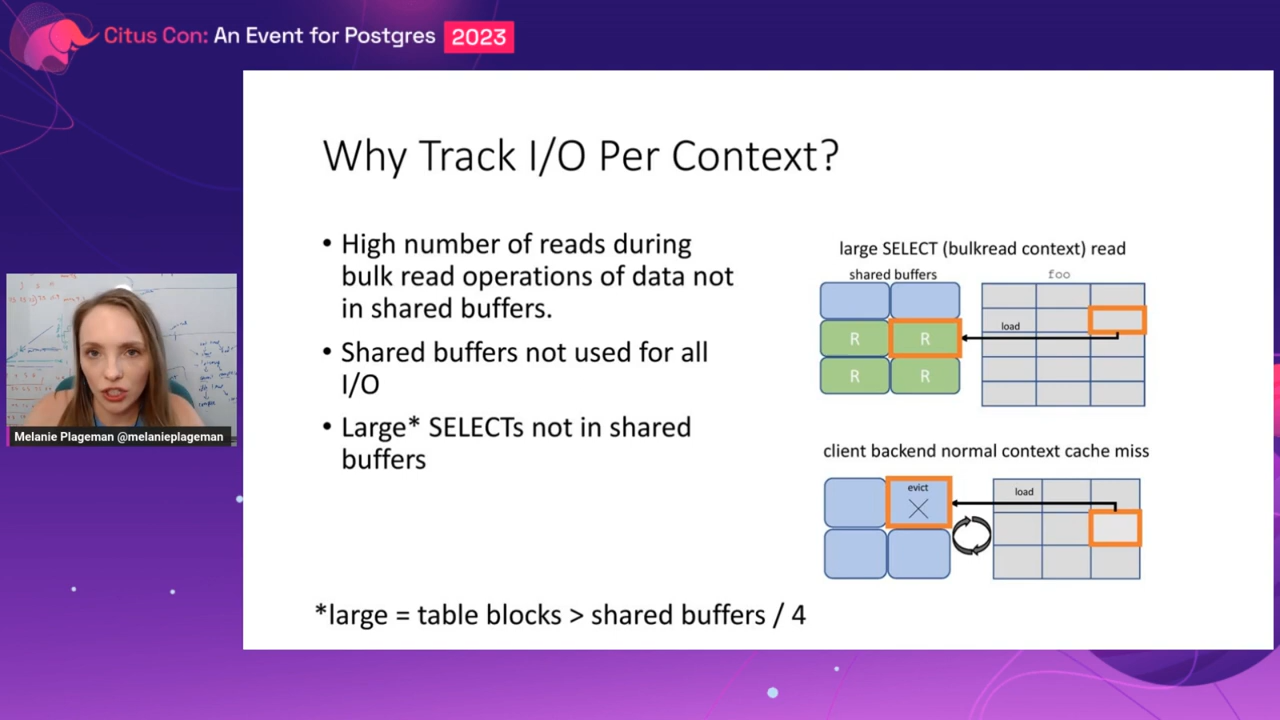 Citus Con: An Event for Postgres 2023
Why Track I/O Per Context?
• High number of reads during
bulk read operations of data not
in shared buffers.
• Shared buffers not used for all
I/O
• Large* SELECTs not in shared
buffers
*large = table blocks > shared buffers / 4
large SELECT (bulkread context) read
shared buffers
foo
R R
load
R R
client backend normal context cache miss
evict
load
Melanie Plageman @melanieplageman